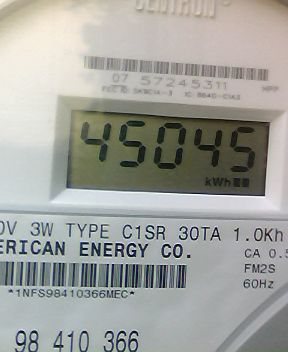 CENTRON®
07 57245311
45045
kWh
0V 3W TYPE C1SR 30TA 1.0Kh
ERICAN ENERGY CO.
CA 0.5
FM2S
60Hz
*1NFS98410366MEC*
98 410 366